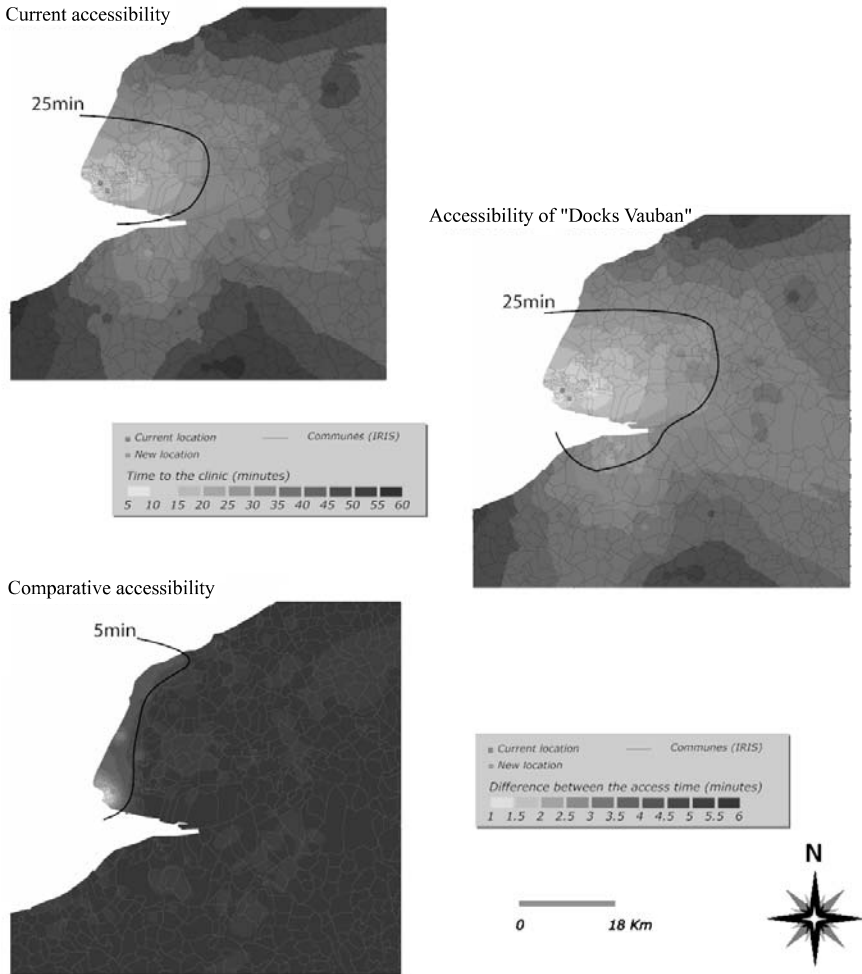 Current accessibility
25min
Accessibility of "Docks Vauban"
25min
Current location Communes (IRIS)
New location
Time to the clinic (minutes)
5 10 15 20 25 30 35 40 45 50 55 60
Comparative accessibility
5min
Current location Communes (IRIS)
New location
Difference between the access time (minutes)
1 1.5 2 2.5 3 3.5 4 4.5 5 5.5 6
N
0 18 Km